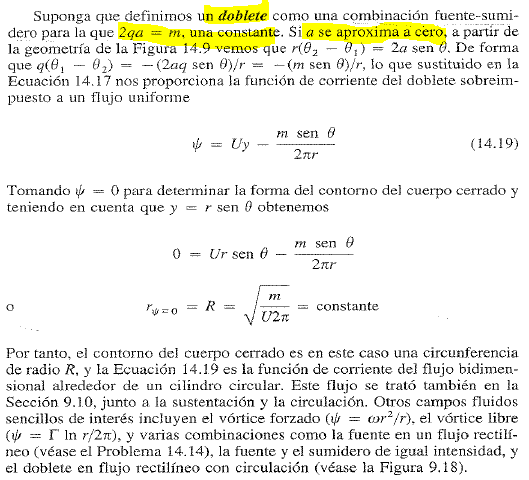 Suponga que definimos un doblete como una combinación fuente-sumi-
dero para la que 2qa = m, una constante. Si a se aproxima a cero, a partir de
la geometría de la Figura 14.9 vemos que r(θ₂ − θ₁) = 2a sen θ. De forma
que q(θ₁ − θ₂) = −(2aq sen θ)/r = −(m sen θ)/r, lo que sustituido en la
Ecuación 14.17 nos proporciona la función de corriente del doblete sobreim-
puesto a un flujo uniforme
ψ = Uy − m sen θ / 2πr (14.19)
Tomando ψ = 0 para determinar la forma del contorno del cuerpo cerrado y
teniendo en cuenta que y = r sen θ obtenemos
0 = Ur sen θ − m sen θ / 2πr
o r_ψ=0 = R = √(m / U2π) = constante
Por tanto, el contorno del cuerpo cerrado es en este caso una circunferencia
de radio R, y la Ecuación 14.19 es la función de corriente del flujo bidimen-
sional alrededor de un cilindro circular. Este flujo se trató también en la
Sección 9.10, junto a la sustentación y la circulación. Otros campos fluidos
sencillos de interés incluyen el vórtice forzado (ψ = ωr²/r), el vórtice libre
(ψ = Γ ln r/2π), y varias combinaciones como la fuente en un flujo rectilí-
neo (véase el Problema 14.14), la fuente y el sumidero de igual intensidad, y
el doblete en flujo rectilíneo con circulación (véase la Figura 9.18).